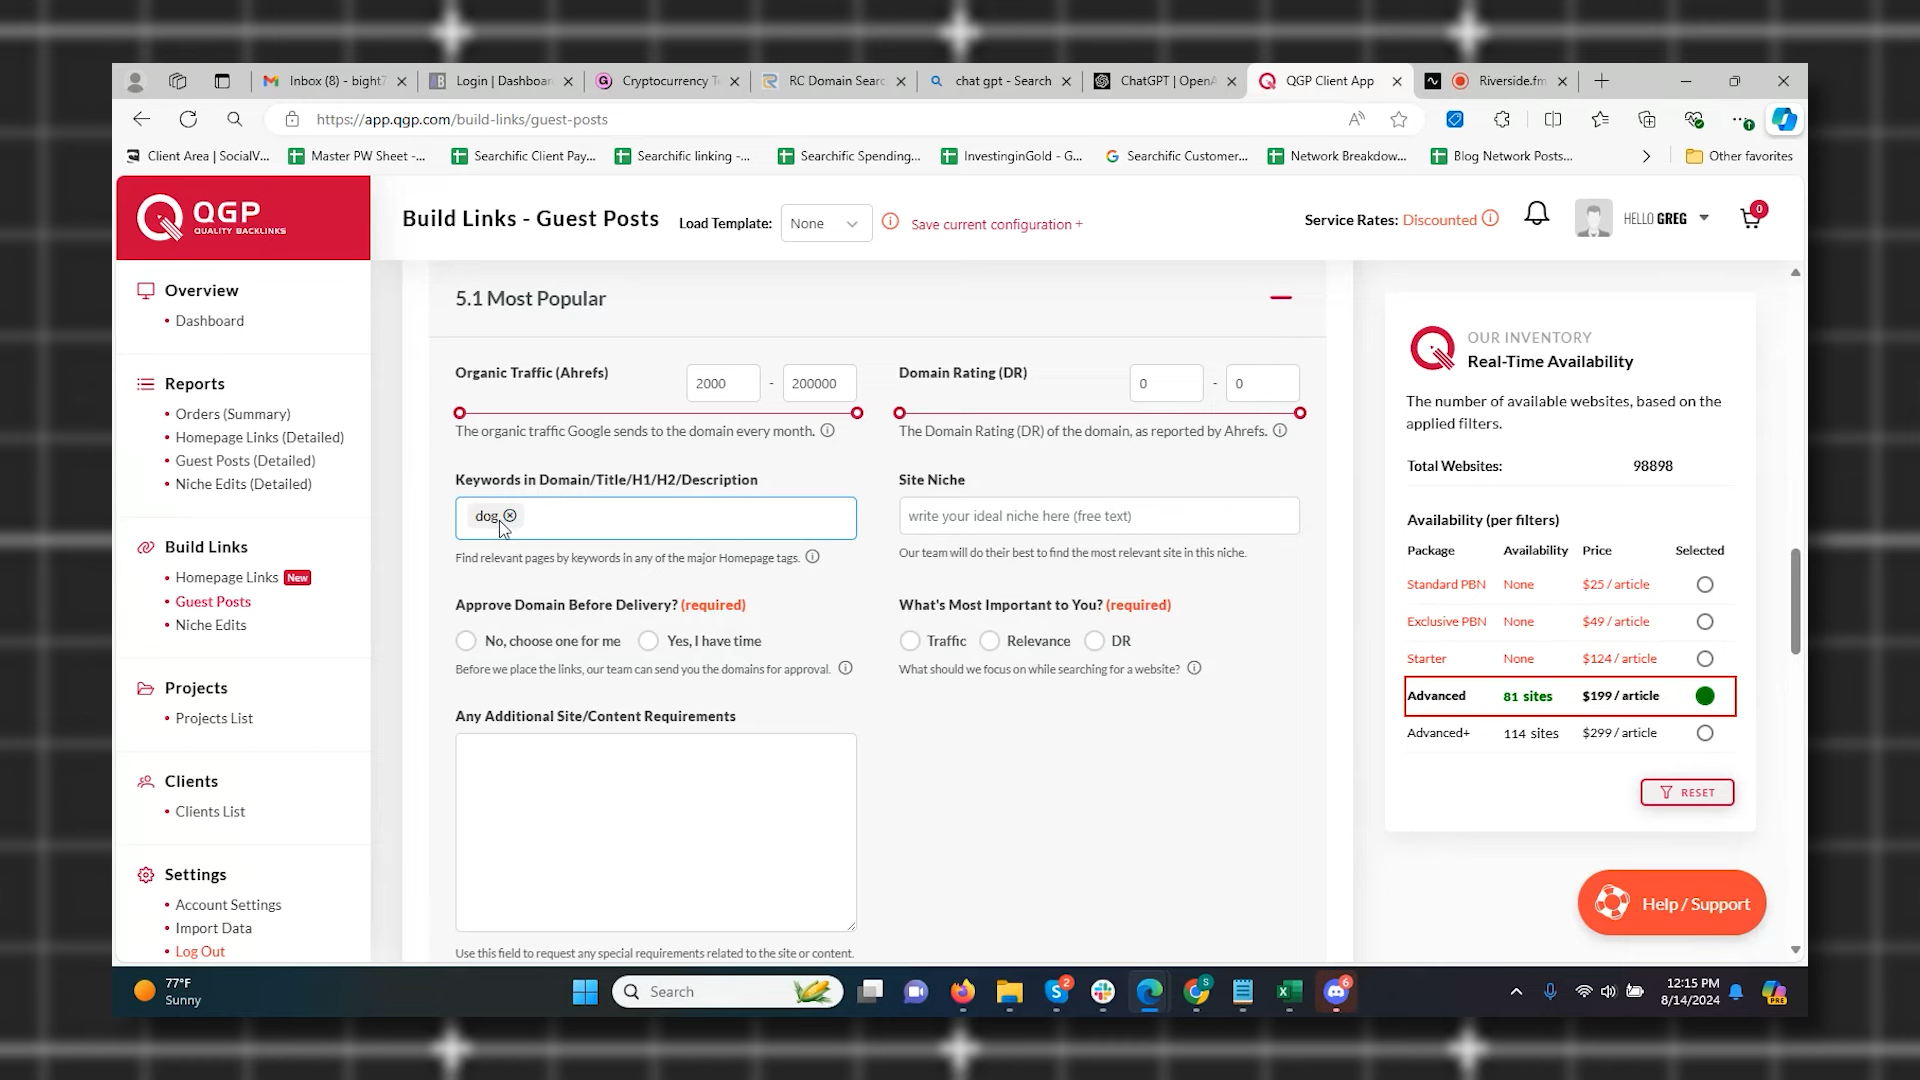 Inbox (8) - bight7
Login | Dashboar
Cryptocurrency T
RC Domain Searc
chat gpt - Search
ChatGPT | OpenA
QGP Client App
Riverside.fm
https://app.qgp.com/build-links/guest-posts
Client Area | SocialV...
Master PW Sheet -...
Searchific Client Pay...
Searchific linking -...
Searchific Spending...
InvestinginGold - G...
Searchific Customer...
Network Breakdow...
Blog Network Posts...
Other favorites
QGP
QUALITY BACKLINKS
Build Links - Guest Posts
Load Template:
None
Save current configuration +
Service Rates: Discounted
HELLO GREG
0
Overview
Dashboard
Reports
Orders (Summary)
Homepage Links (Detailed)
Guest Posts (Detailed)
Niche Edits (Detailed)
Build Links
Homepage Links New
Guest Posts
Niche Edits
Projects
Projects List
Clients
Clients List
Settings
Account Settings
Import Data
Log Out
5.1 Most Popular
Organic Traffic (Ahrefs)
2000 - 200000
The organic traffic Google sends to the domain every month.
Domain Rating (DR)
0 - 0
The Domain Rating (DR) of the domain, as reported by Ahrefs.
Keywords in Domain/Title/H1/H2/Description
dog
Find relevant pages by keywords in any of the major Homepage tags.
Site Niche
write your ideal niche here (free text)
Our team will do their best to find the most relevant site in this niche.
Approve Domain Before Delivery? (required)
No, choose one for me
Yes, I have time
Before we place the links, our team can send you the domains for approval.
What's Most Important to You? (required)
Traffic
Relevance
DR
What should we focus on while searching for a website?
Any Additional Site/Content Requirements
Use this field to request any special requirements related to the site or content.
OUR INVENTORY
Real-Time Availability
The number of available websites, based on the
applied filters.
Total Websites: 98898
Availability (per filters)
Package Availability Price Selected
Standard PBN None $25 / article
Exclusive PBN None $49 / article
Starter None $124 / article
Advanced 81 sites $199 / article
Advanced+ 114 sites $299 / article
RESET
Help / Support
77°F
Sunny
Search
2
S
6
12:15 PM
8/14/2024
PRE